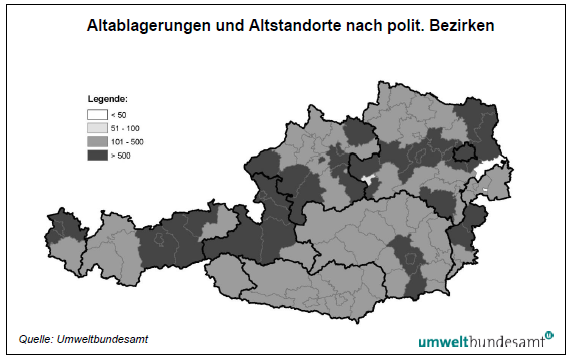 Altablagerungen und Altstandorte nach polit. Bezirken
Legende:
< 50
51 - 100
101 - 500
> 500
Quelle: Umweltbundesamt
umweltbundesamt
u